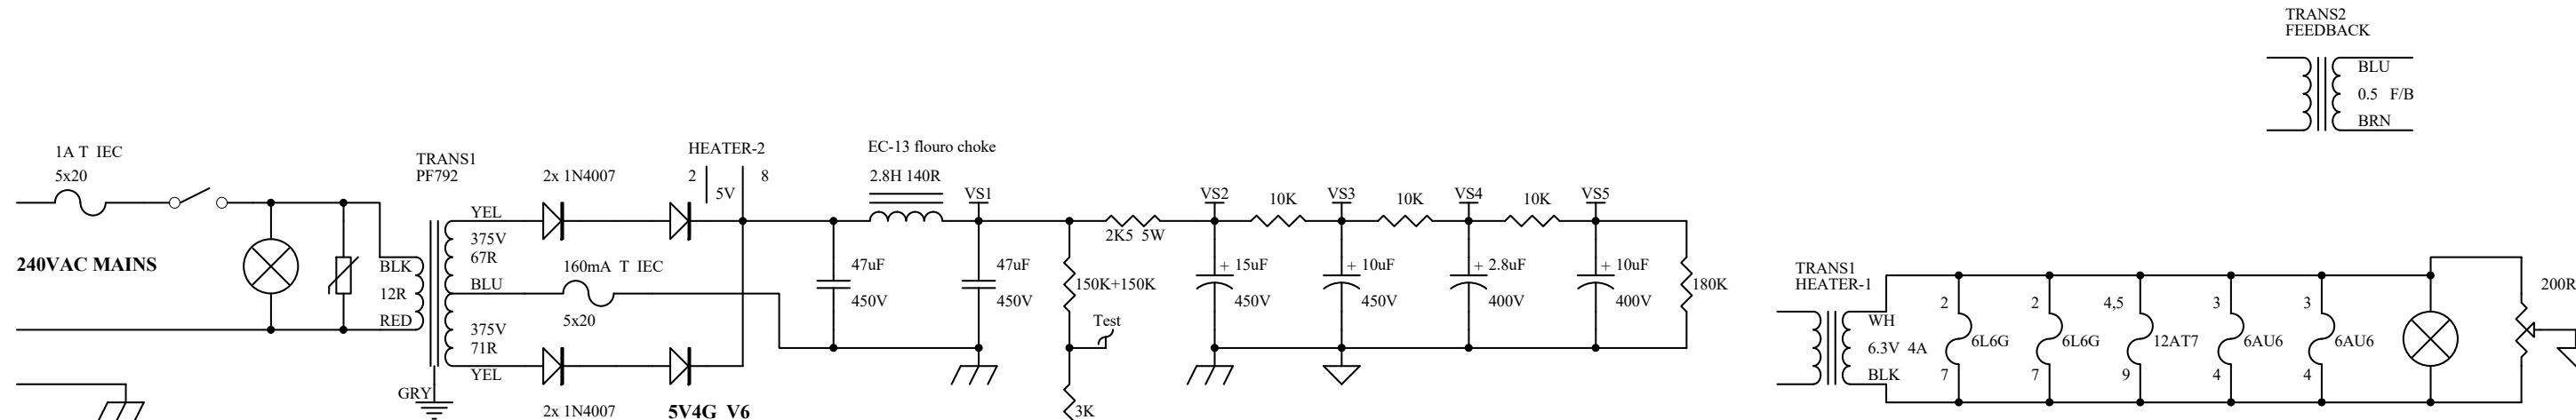 TRANS2
FEEDBACK
BLU
0.5 F/B
BRN
1A T IEC
5x20
240VAC MAINS
TRANS1
PF792
BLK
12R
RED
GRY
YEL
375V
67R
BLU
375V
71R
YEL
2x 1N4007
160mA T IEC
5x20
2x 1N4007
HEATER-2
2
8
5V
5V4G V6
EC-13 flouro choke
2.8H 140R
VS1
47uF
450V
47uF
450V
150K+150K
Test
3K
2K5 5W
VS2
10K
VS3
10K
VS4
10K
VS5
+ 15uF
450V
+ 10uF
450V
+ 2.8uF
400V
+ 10uF
400V
180K
TRANS1
HEATER-1
WH
6.3V 4A
BLK
2
6L6G
7
2
6L6G
7
4,5
12AT7
9
3
6AU6
4
3
6AU6
4
200R